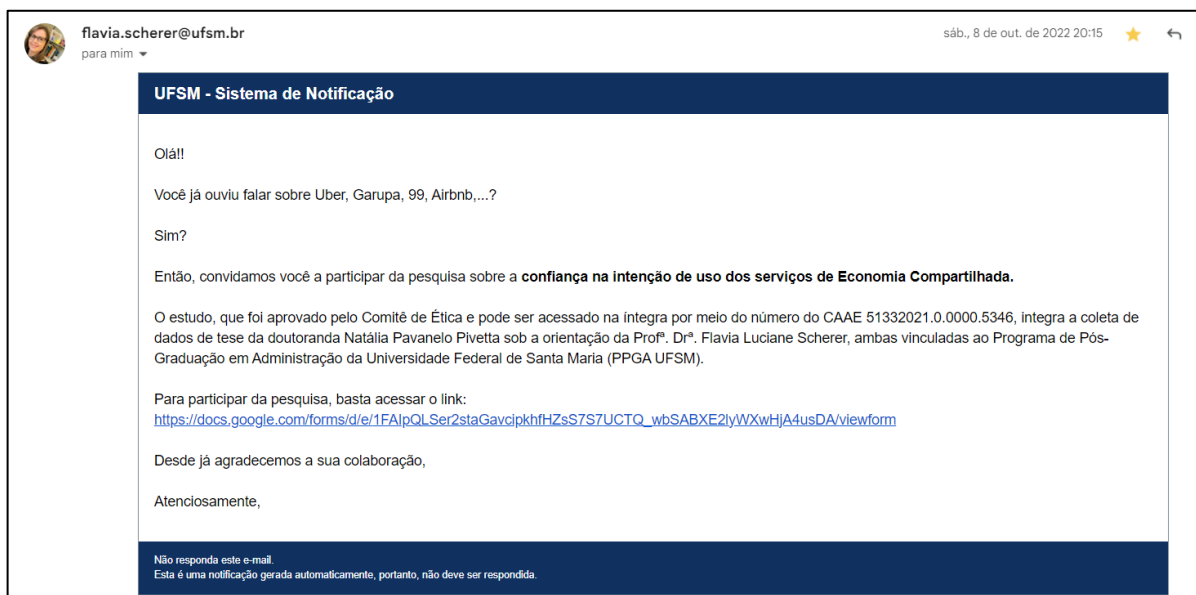 flavia.scherer@ufsm.br
sáb., 8 de out. de 2022 20:15
para mim
UFSM - Sistema de Notificação
Olá!!
Você já ouviu falar sobre Uber, Garupa, 99, Airbnb,...?
Sim?
Então, convidamos você a participar da pesquisa sobre a confiança na intenção de uso dos serviços de Economia Compartilhada.
O estudo, que foi aprovado pelo Comitê de Ética e pode ser acessado na íntegra por meio do número do CAAE 51332021.0.0000.5346, integra a coleta de
dados de tese da doutoranda Natália Pavanelo Pivetta sob a orientação da Profª. Drª. Flavia Luciane Scherer, ambas vinculadas ao Programa de Pós-
Graduação em Administração da Universidade Federal de Santa Maria (PPGA UFSM).
Para participar da pesquisa, basta acessar o link:
https://docs.google.com/forms/d/e/1FAIpQLSer2staGavcipkhfHZsS7S7UCTQ_wbSABXE2lyWXwHjA4usDA/viewform
Desde já agradecemos a sua colaboração,
Atenciosamente,
Não responda este e-mail.
Esta é uma notificação gerada automaticamente, portanto, não deve ser respondida.